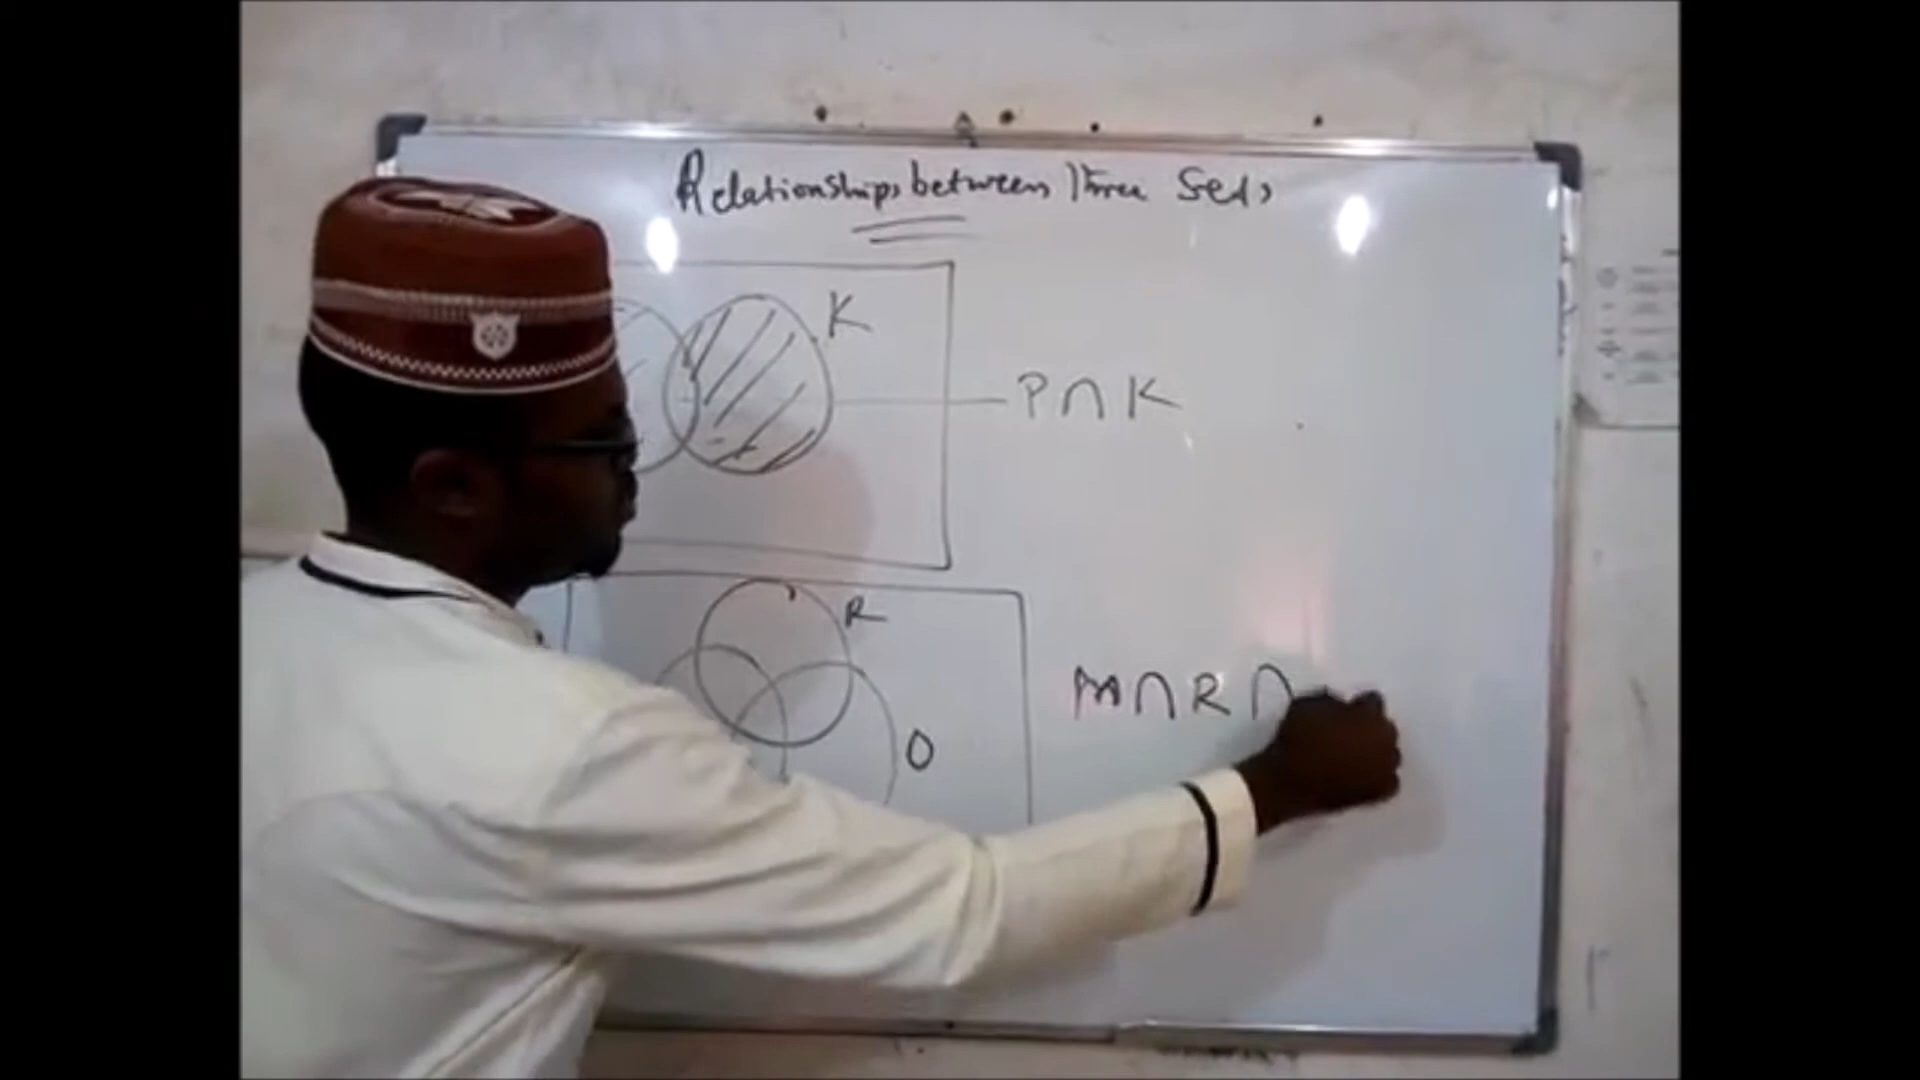 Relationships between Three Sets
K
P∩K
R
M∩R∩
O